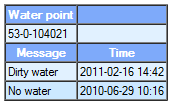 Water point
53-0-104021
Message Time
Dirty water 2011-02-16 14:42
No water 2010-06-29 10:16